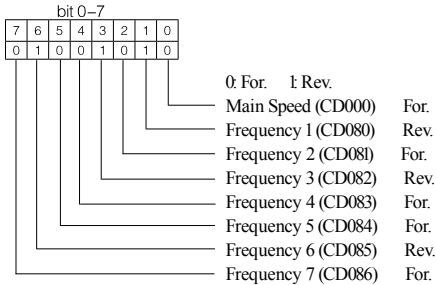 bit 0–7
7 6 5 4 3 2 1 0
0 1 0 0 1 0 1 0
0: For. 1: Rev.
Main Speed (CD000) For.
Frequency 1 (CD080) Rev.
Frequency 2 (CD081) For.
Frequency 3 (CD082) Rev.
Frequency 4 (CD083) For.
Frequency 5 (CD084) For.
Frequency 6 (CD085) Rev.
Frequency 7 (CD086) For.